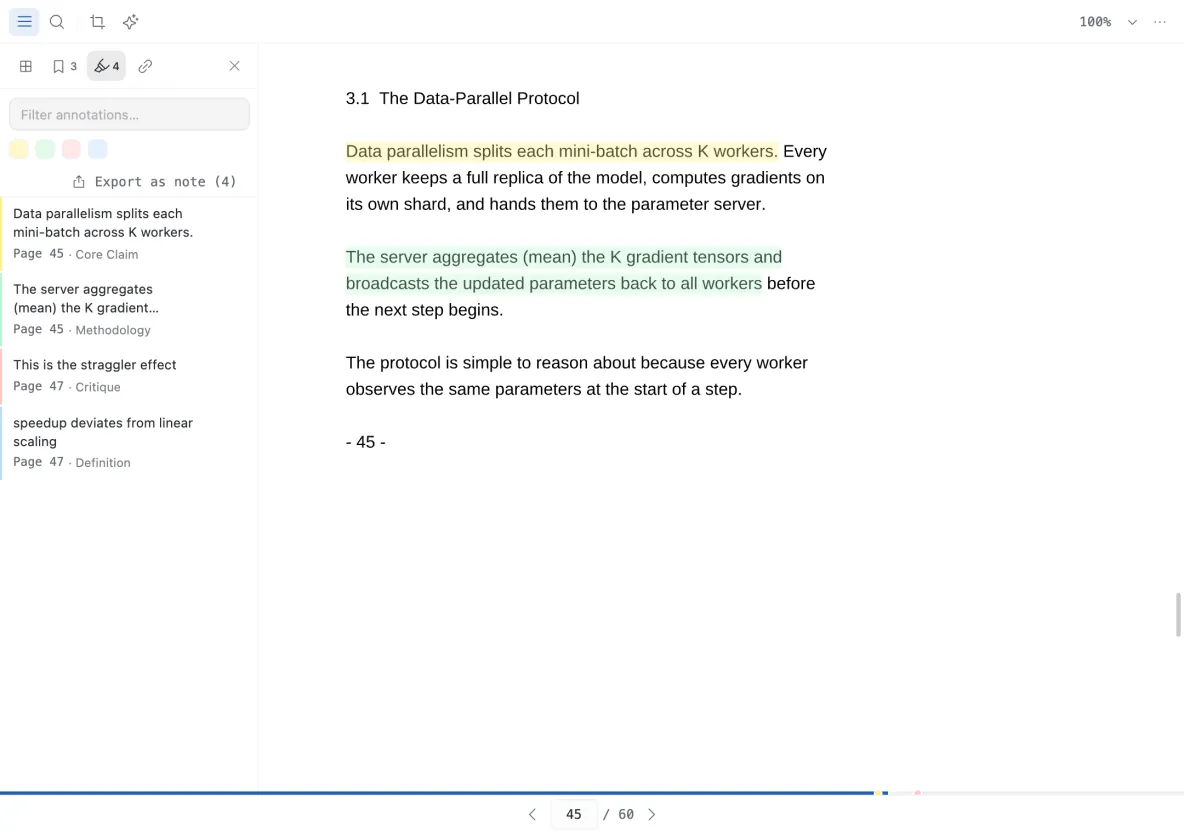 100%
3
4
Filter annotations…
Export as note (4)
Data parallelism splits each
mini-batch across K workers.
Page 45 · Core Claim
The server aggregates
(mean) the K gradient…
Page 45 · Methodology
This is the straggler effect
Page 47 · Critique
speedup deviates from linear
scaling
Page 47 · Definition
3.1 The Data-Parallel Protocol
Data parallelism splits each mini-batch across K workers. Every
worker keeps a full replica of the model, computes gradients on
its own shard, and hands them to the parameter server.
The server aggregates (mean) the K gradient tensors and
broadcasts the updated parameters back to all workers before
the next step begins.
The protocol is simple to reason about because every worker
observes the same parameters at the start of a step.
- 45 -
45 / 60